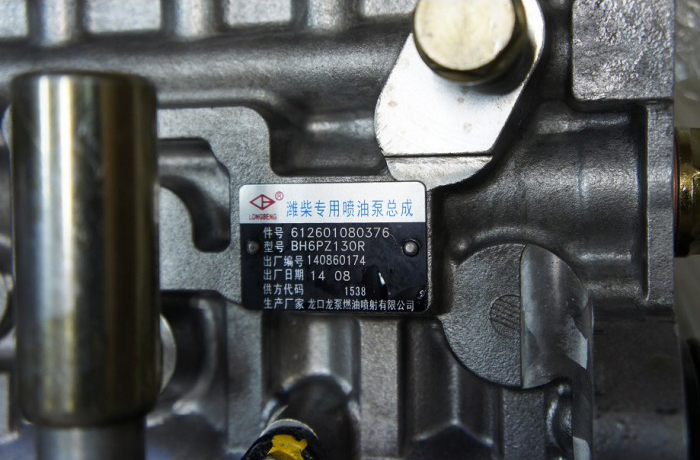 ®
LONGBENG
潍柴专用喷油泵总成
件号 612601080376
型号 BH6PZ130R
出厂编号 140860174
出厂日期 14 08
供方代码 1538
生产厂家 龙口龙泵燃油喷射有限公司